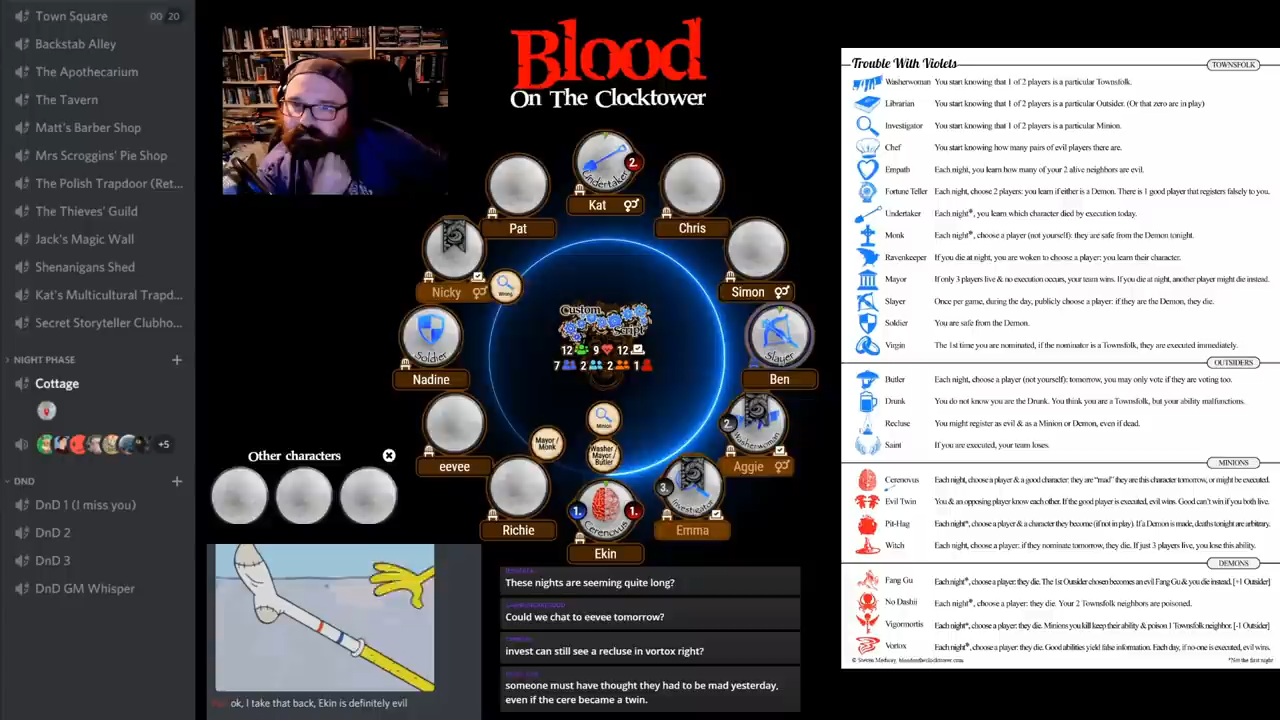 Town Square
00 20
Backstab Alley
The Apothecarium
The Tavern
Matt's Barber Shop
Mrs Scroggins' Pie Shop
The Polish Trapdoor (Ret...
The Thieves' Guild
Jack's Magic Wall
Shenanigans Shed
Kat's Multicultural Trapd...
Secret Storyteller Clubho...
NIGHT PHASE
Cottage
+5
DND
D n D 1 (I miss you)
D n D 2
D n D 3
D n D DM Whisper
Other characters
ok, I take that back, Ekin is definitely evil
Blood
On The Clocktower
Undertaker
2.
Kat
Pat
Chris
Nicky
Wrong
Simon
Soldier
Nadine
Slayer
Ben
Custom
Script
12 9 12
7 2 2 1
Minion
Mayor /
Monk
Washer /
Mayor /
Butler
2.
Washerwoman
Aggie
eevee
Richie
1.
1.
Cerenovus
Ekin
3.
Investigator
Emma
These nights are seeming quite long?
Could we chat to eevee tomorrow?
invest can still see a recluse in vortox right?
someone must have thought they had to be mad yesterday,
even if the cere became a twin.
Trouble With Violets
TOWNSFOLK
Washerwoman You start knowing that 1 of 2 players is a particular Townsfolk.
Librarian You start knowing that 1 of 2 players is a particular Outsider. (Or that zero are in play)
Investigator You start knowing that 1 of 2 players is a particular Minion.
Chef You start knowing how many pairs of evil players there are.
Empath Each night, you learn how many of your 2 alive neighbors are evil.
Fortune Teller Each night, choose 2 players: you learn if either is a Demon. There is 1 good player that registers falsely to you.
Undertaker Each night*, you learn which character died by execution today.
Monk Each night*, choose a player (not yourself): they are safe from the Demon tonight.
Ravenkeeper If you die at night, you are woken to choose a player: you learn their character.
Mayor If only 3 players live & no execution occurs, your team wins. If you die at night, another player might die instead.
Slayer Once per game, during the day, publicly choose a player: if they are the Demon, they die.
Soldier You are safe from the Demon.
Virgin The 1st time you are nominated, if the nominator is a Townsfolk, they are executed immediately.
OUTSIDERS
Butler Each night, choose a player (not yourself): tomorrow, you may only vote if they are voting too.
Drunk You do not know you are the Drunk. You think you are a Townsfolk, but your ability malfunctions.
Recluse You might register as evil & as a Minion or Demon, even if dead.
Saint If you are executed, your team loses.
MINIONS
Cerenovus Each night, choose a player & a good character: they are "mad" they are this character tomorrow, or might be executed.
Evil Twin You & an opposing player know each other. If the good player is executed, evil wins. Good can't win if you both live.
Pit-Hag Each night*, choose a player & a character they become (if not in play). If a Demon is made, deaths tonight are arbitrary.
Witch Each night, choose a player: if they nominate tomorrow, they die. If just 3 players live, you lose this ability.
DEMONS
Fang Gu Each night*, choose a player: they die. The 1st Outsider chosen becomes an evil Fang Gu & you die instead. [+1 Outsider]
No Dashii Each night*, choose a player: they die. Your 2 Townsfolk neighbors are poisoned.
Vigormortis Each night*, choose a player: they die. Minions you kill keep their ability & poison 1 Townsfolk neighbor. [-1 Outsider]
Vortox Each night*, choose a player: they die. Good abilities yield false information. Each day, if no-one is executed, evil wins.
© Steven Medway, bloodontheclocktower.com
*Not the first night